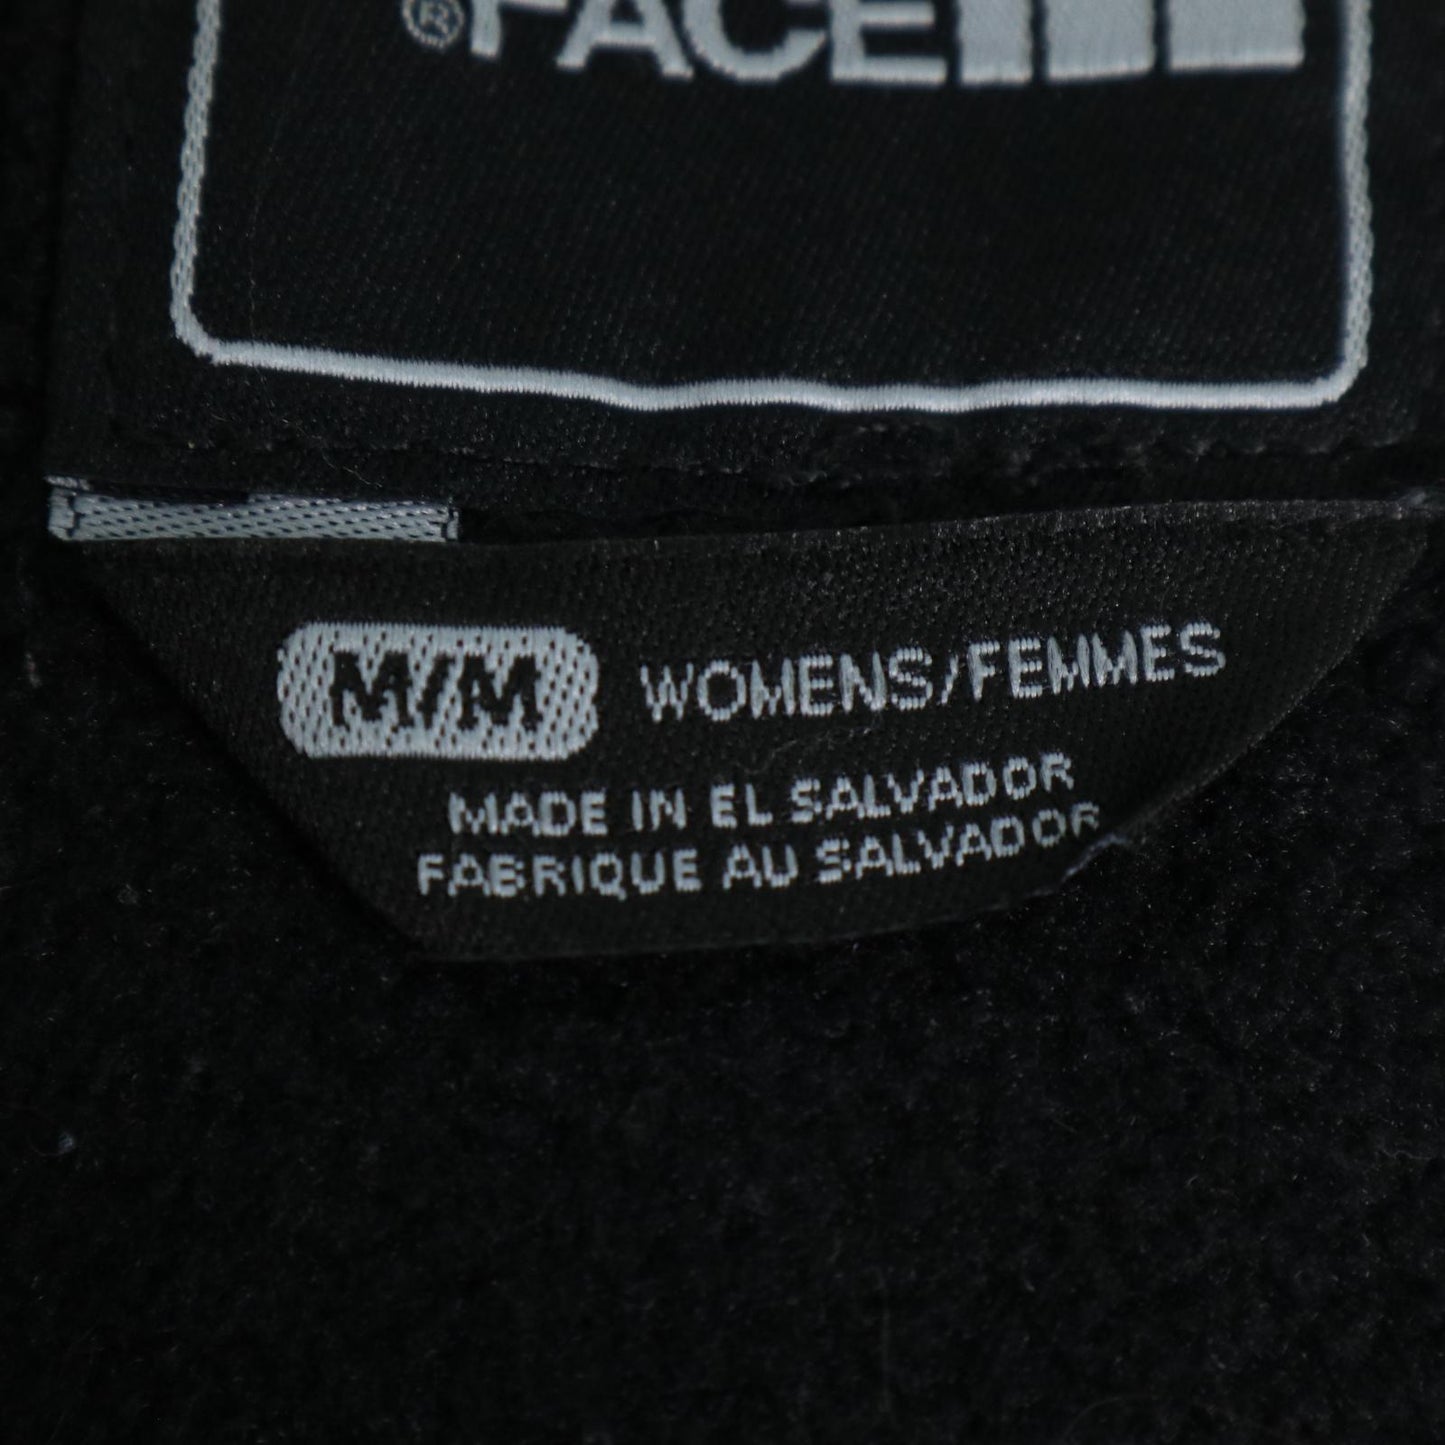 ® FACE
M/M WOMENS/FEMMES
MADE IN EL SALVADOR
FABRIQUE AU SALVADOR